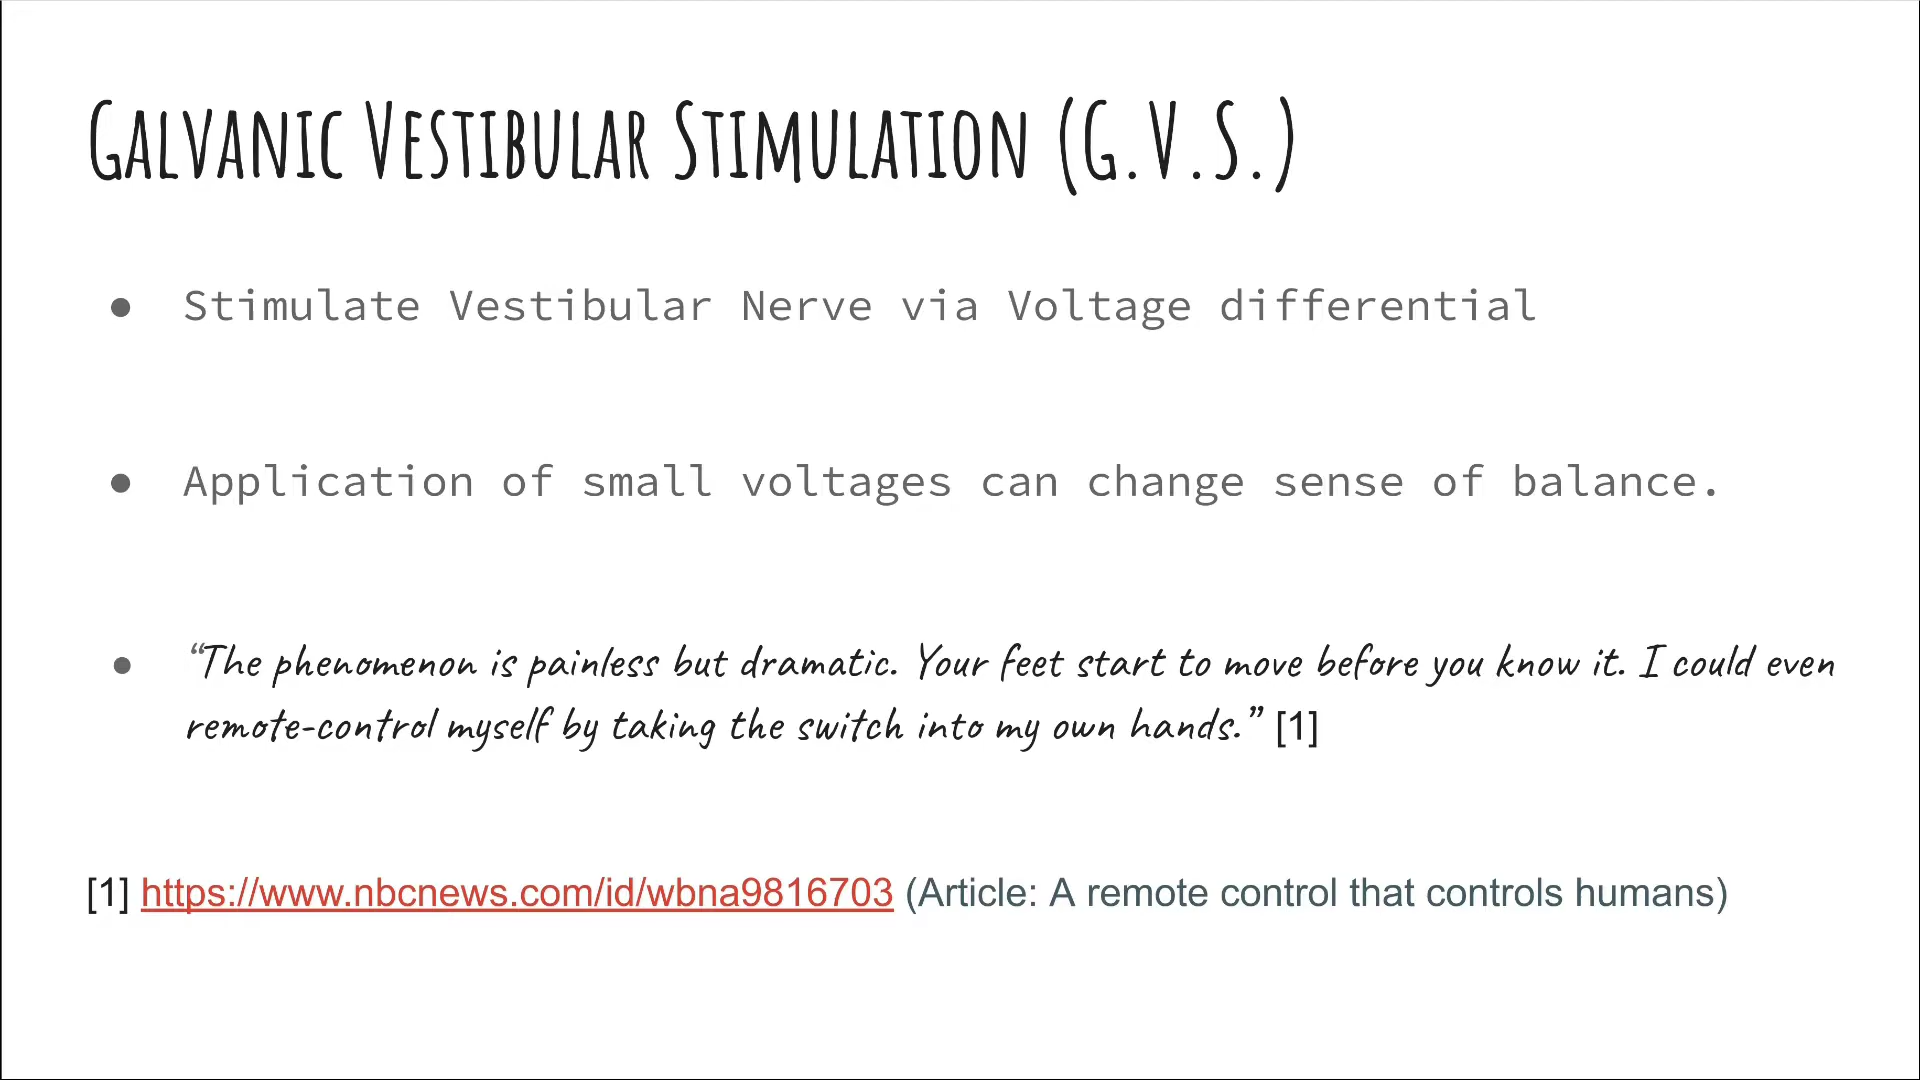 Galvanic Vestibular Stimulation (G.V.S.)
● Stimulate Vestibular Nerve via Voltage differential
● Application of small voltages can change sense of balance.
● “The phenomenon is painless but dramatic. Your feet start to move before you know it. I could even
remote-control myself by taking the switch into my own hands.” [1]
[1] https://www.nbcnews.com/id/wbna9816703 (Article: A remote control that controls humans)